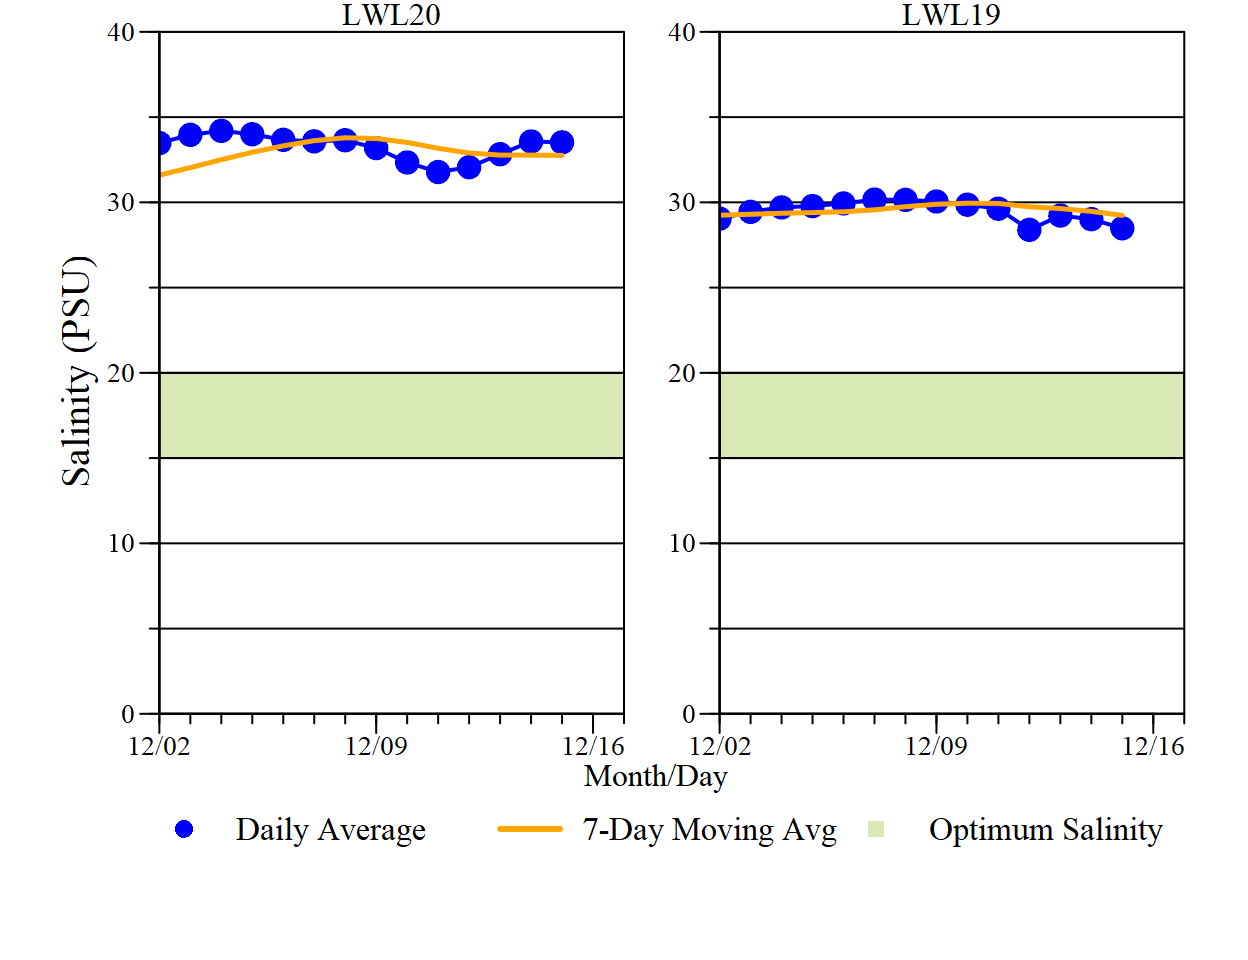 LWL20
LWL19
40
30
20
10
0
40
30
20
10
0
Salinity (PSU)
12/02
12/09
12/16
12/02
12/09
12/16
Month/Day
Daily Average
7-Day Moving Avg
Optimum Salinity